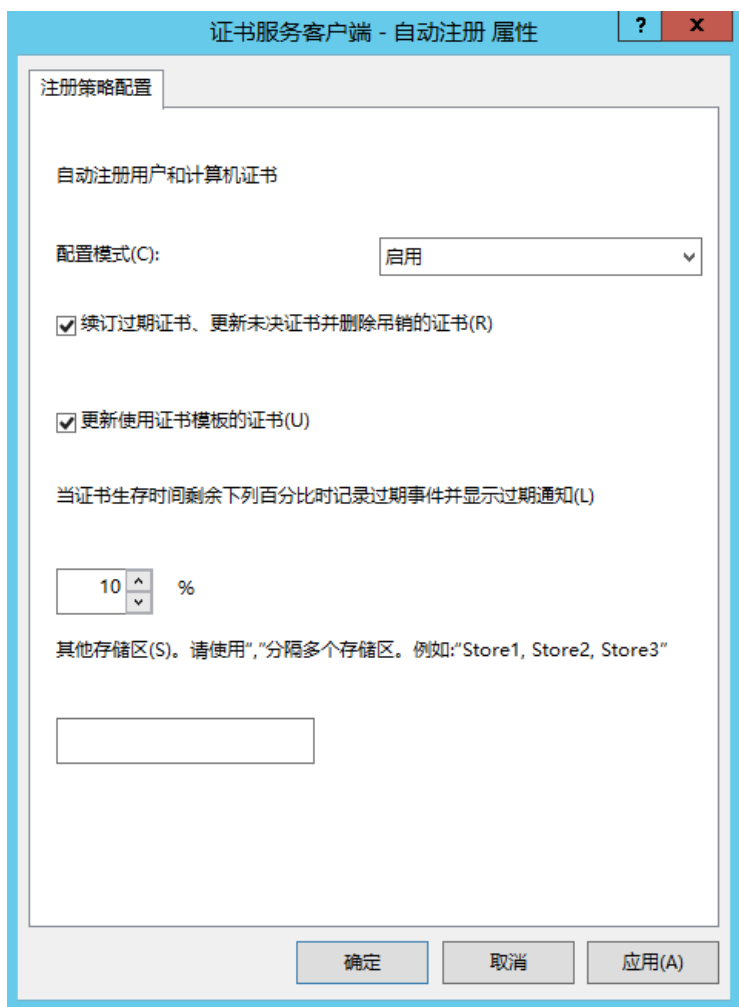 证书服务客户端 - 自动注册 属性
? x
注册策略配置
自动注册用户和计算机证书
配置模式(C):
启用
续订过期证书、更新未决证书并删除吊销的证书(R)
更新使用证书模板的证书(U)
当证书生存时间剩余下列百分比时记录过期事件并显示过期通知(L)
10 %
其他存储区(S)。请使用“,”分隔多个存储区。例如:“Store1, Store2, Store3”
确定 取消 应用(A)